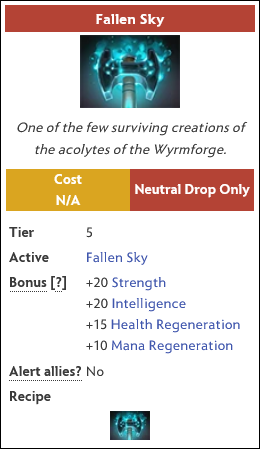 Fallen Sky
One of the few surviving creations of
the acolytes of the Wyrmforge.
Cost
N/A
Neutral Drop Only
Tier 5
Active Fallen Sky
Bonus [?] +20 Strength
+20 Intelligence
+15 Health Regeneration
+10 Mana Regeneration
Alert allies? No
Recipe